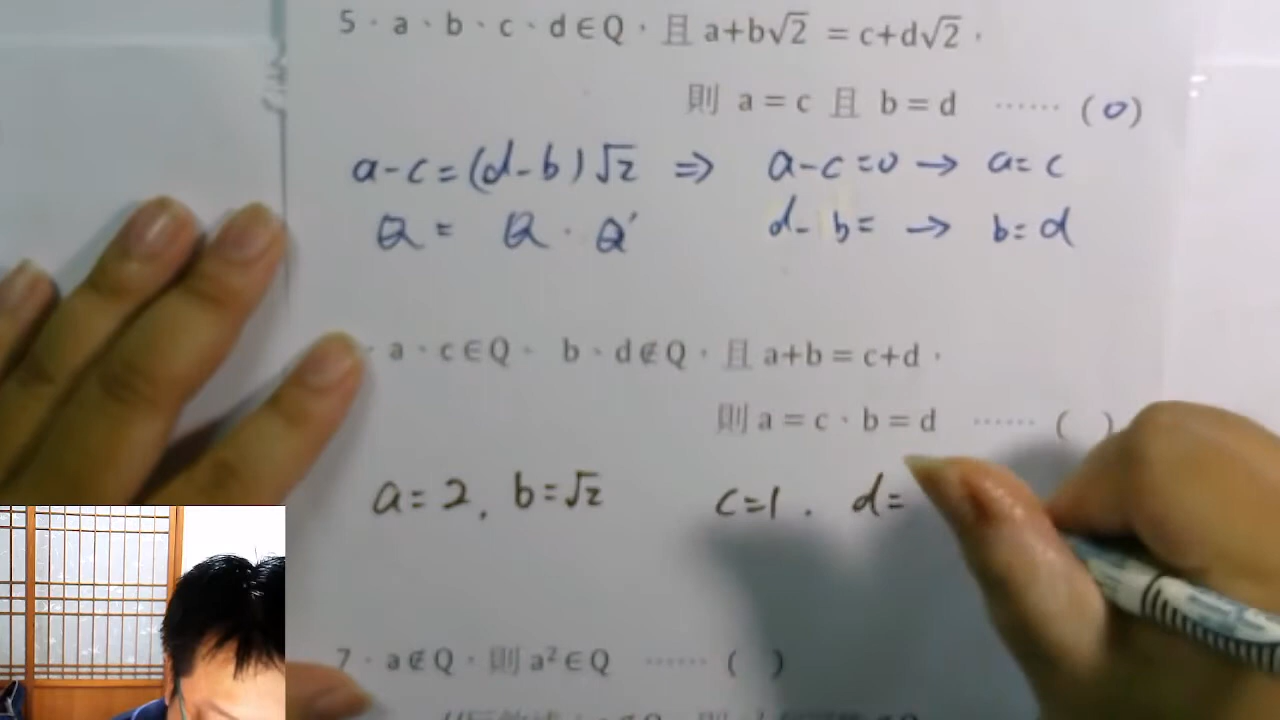 5、a、b、c、d∈Q，且 a+b√2 = c+d√2，
則 a = c 且 b = d ……（o）
a-c=(d-b)√2 ⇒ a-c=0 → a=c
Q = Q · Q' d- b= → b=d
a、c∈Q， b、d∉Q，且 a+b = c+d，
則 a = c、b = d ……（ ）
a=2, b=√2 c=1. d=
7、a∉Q，則 a²∈Q ……（ ）